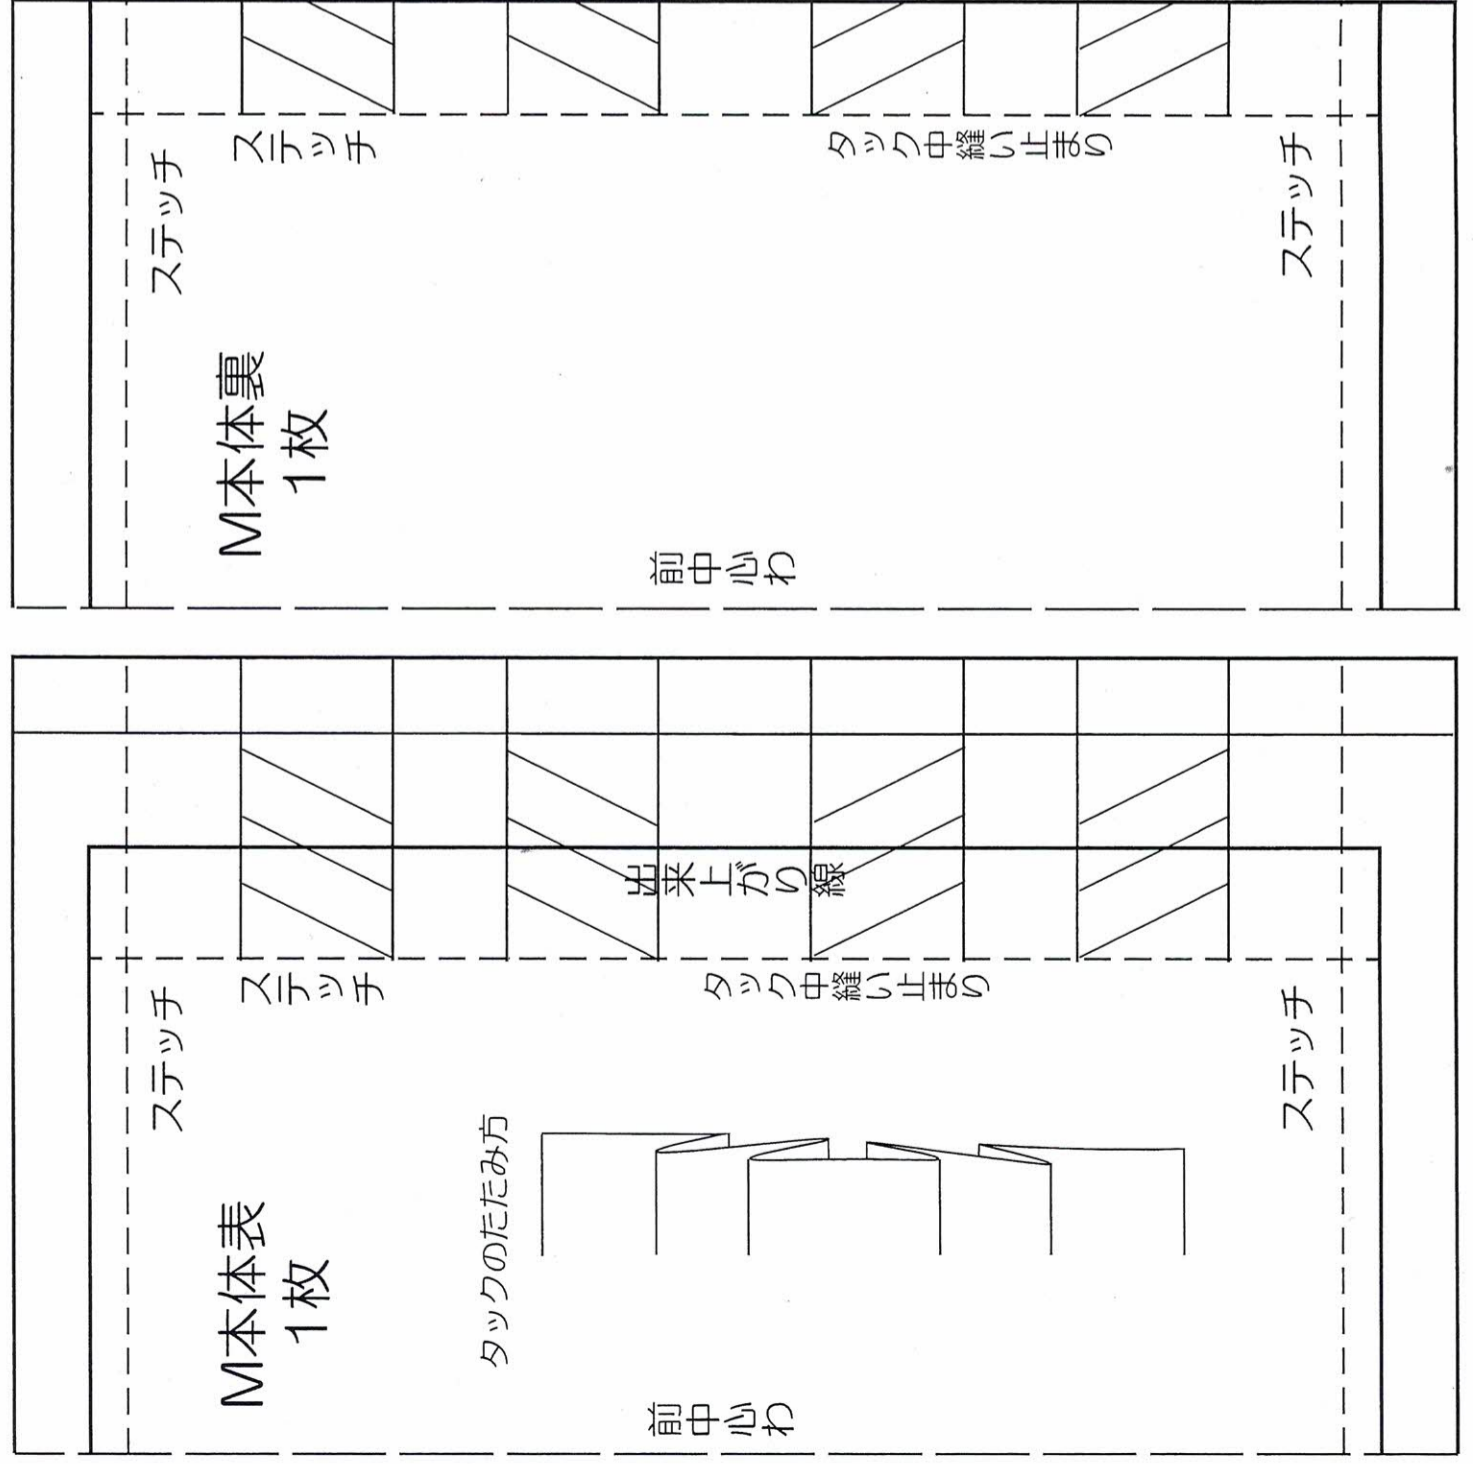 ステッチ
タック中縫い止まり
ステッチ
ステッチ
M本体裏
1枚
前中心わ
出来上がり線
ステッチ
タック中縫い止まり
ステッチ
ステッチ
タックのたたみ方
M本体表
1枚
前中心わ